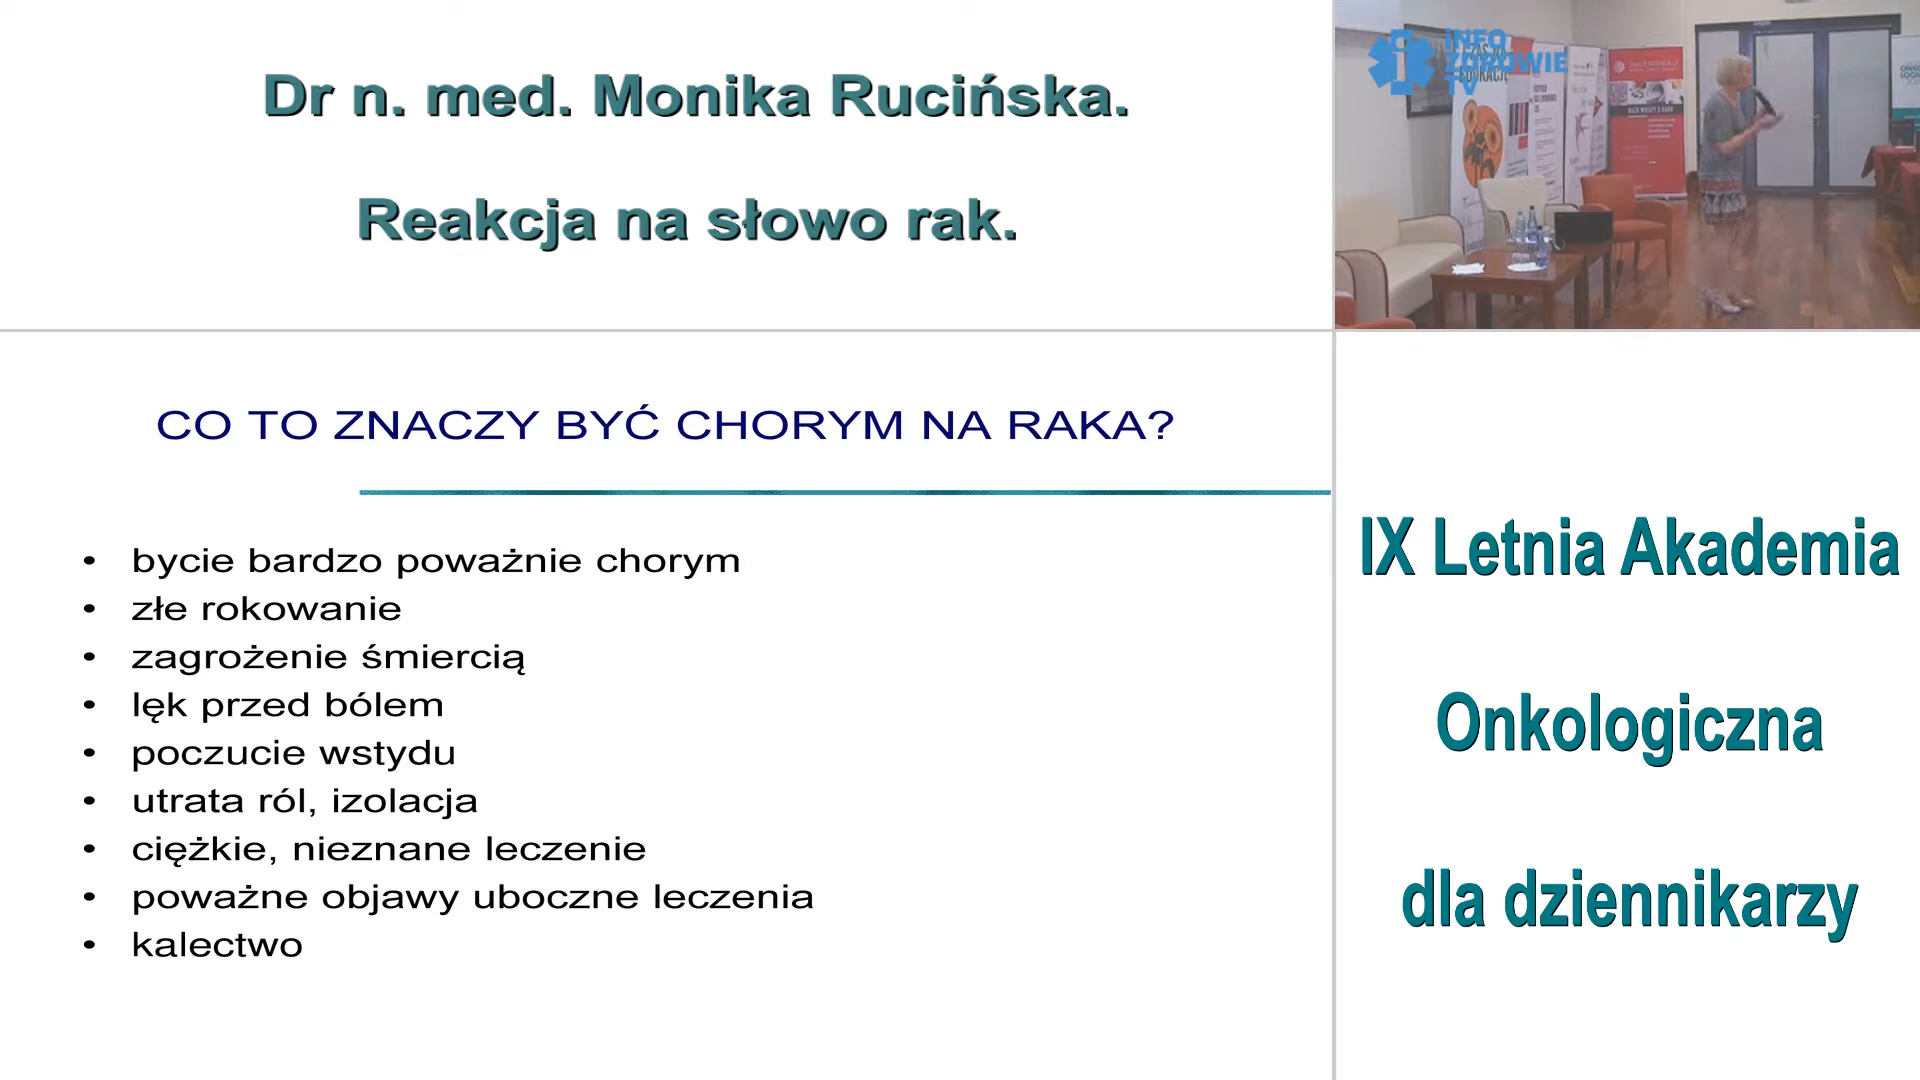 Dr n. med. Monika Rucińska.
Reakcja na słowo rak.
INFO
ZDROWIE
TV
CO TO ZNACZY BYĆ CHORYM NA RAKA?
• bycie bardzo poważnie chorym
• złe rokowanie
• zagrożenie śmiercią
• lęk przed bólem
• poczucie wstydu
• utrata ról, izolacja
• ciężkie, nieznane leczenie
• poważne objawy uboczne leczenia
• kalectwo
IX Letnia Akademia
Onkologiczna
dla dziennikarzy